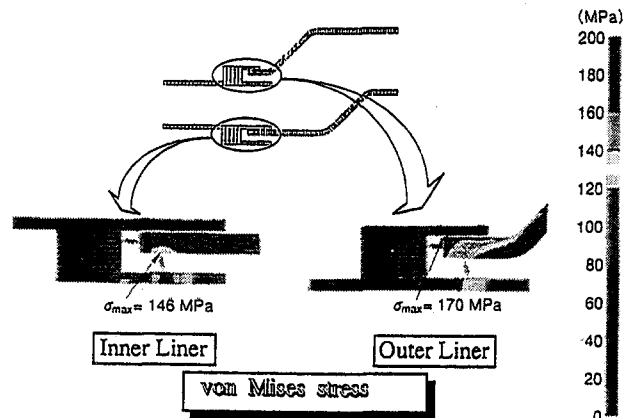 (MPa)
200
180
160
140
120
100
80
60
40
20
0
σmax= 146 MPa
σmax= 170 MPa
Inner Liner
Outer Liner
von Mises stress